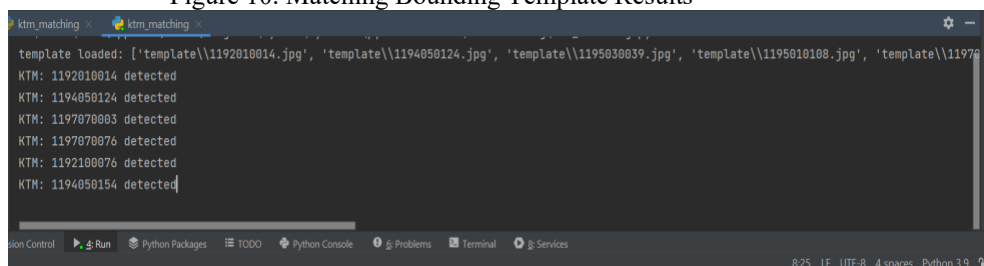 Figure 10. Matching Bounding Template Results
ktm_matching × ktm_matching ×
template loaded: ['template\\1192010014.jpg', 'template\\1194050124.jpg', 'template\\1195030039.jpg', 'template\\1195010108.jpg', 'template\\1197
KTM: 1192010014 detected
KTM: 1194050124 detected
KTM: 1197070003 detected
KTM: 1197070076 detected
KTM: 1192100076 detected
KTM: 1194050154 detected
sion Control 4: Run Python Packages TODO Python Console 6: Problems Terminal 8: Services
8:25 LF UTF-8 4 spaces Python 3.9